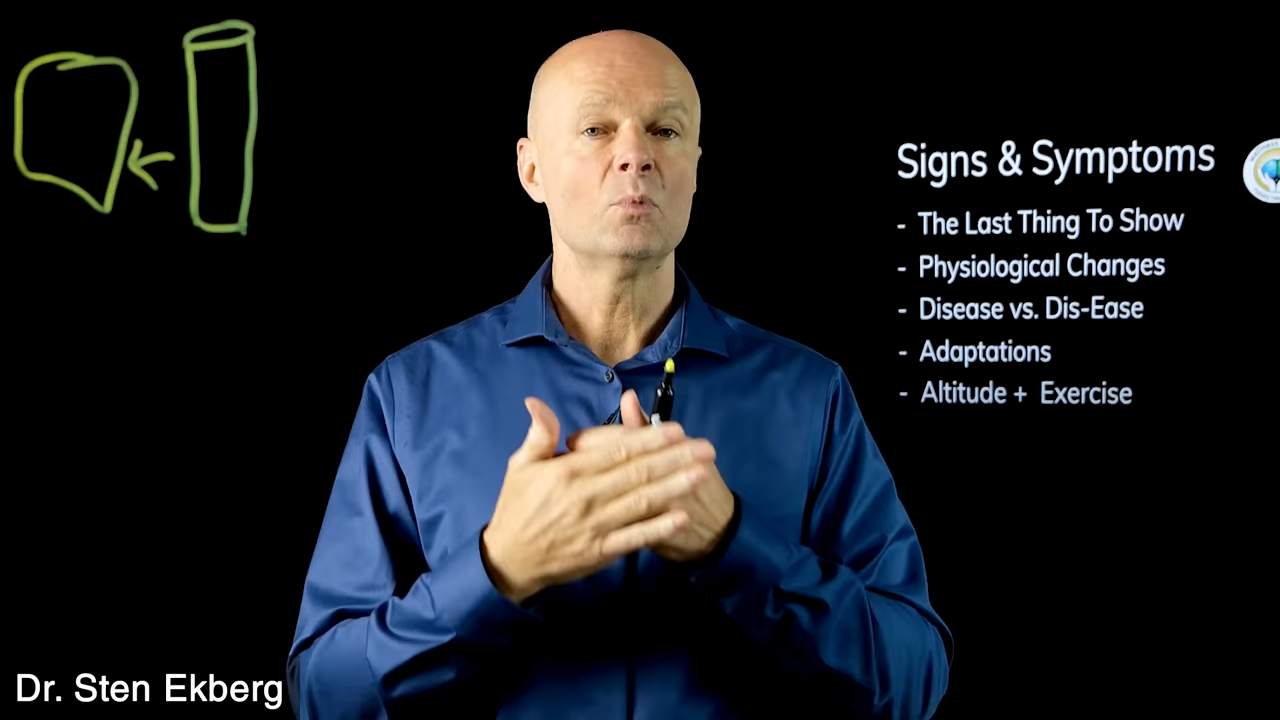 Signs & Symptoms
- The Last Thing To Show
- Physiological Changes
- Disease vs. Dis-Ease
- Adaptations
- Altitude + Exercise
Dr. Sten Ekberg